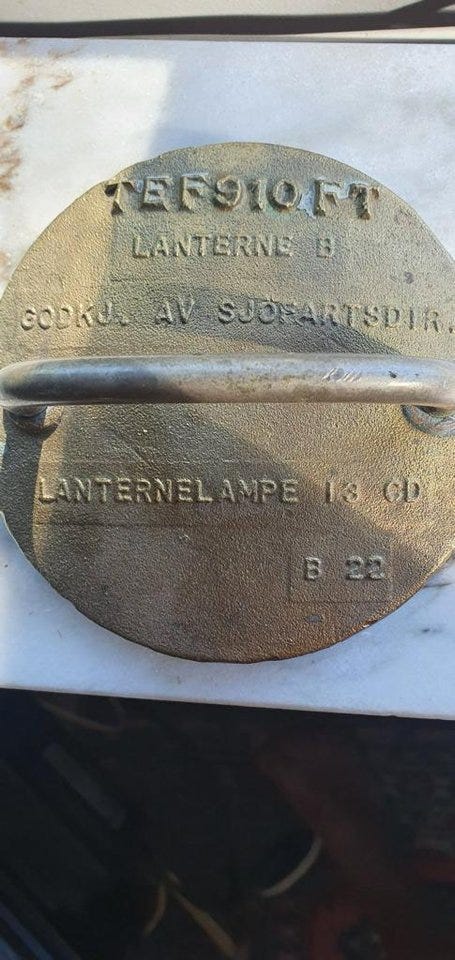 TEF910FT
LANTERNE B
GODKJ. AV SJØFARTSDIR.
LANTERNELAMPE 13 CD
B 22